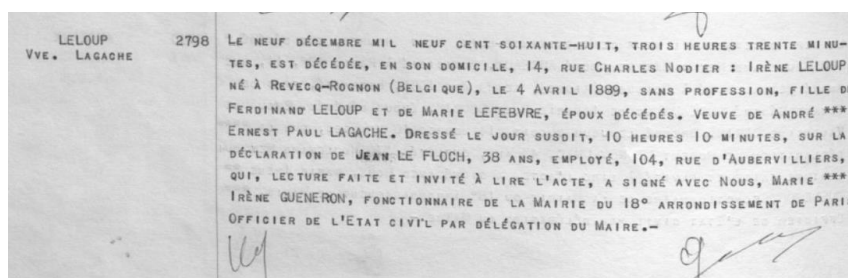 LELOUP 2798 LE NEUF DÉCEMBRE MIL NEUF CENT SOIXANTE-HUIT, TROIS HEURES TRENTE MINU-
VVE. LAGACHE TES, EST DÉCÉDÉE, EN SON DOMICILE, 14, RUE CHARLES NODIER : IRÈNE LELOUP
NÉ À REVECQ-ROGNON (BELGIQUE), LE 4 AVRIL 1889, SANS PROFESSION, FILLE D
FERDINAND LELOUP ET DE MARIE LEFEBVRE, ÉPOUX DÉCÉDÉS. VEUVE DE ANDRÉ ***
ERNEST PAUL LAGACHE. DRESSÉ LE JOUR SUSDIT, 10 HEURES 10 MINUTES, SUR LA
DÉCLARATION DE JEAN LE FLOCH, 38 ANS, EMPLOYÉ, 104, RUE D'AUBERVILLIERS,
QUI, LECTURE FAITE ET INVITÉ À LIRE L'ACTE, A SIGNÉ AVEC NOUS, MARIE ***
IRÈNE GUENERON, FONCTIONNAIRE DE LA MAIRIE DU 18° ARRONDISSEMENT DE PARI
OFFICIER DE L'ETAT CIVIL PAR DÉLÉGATION DU MAIRE.-